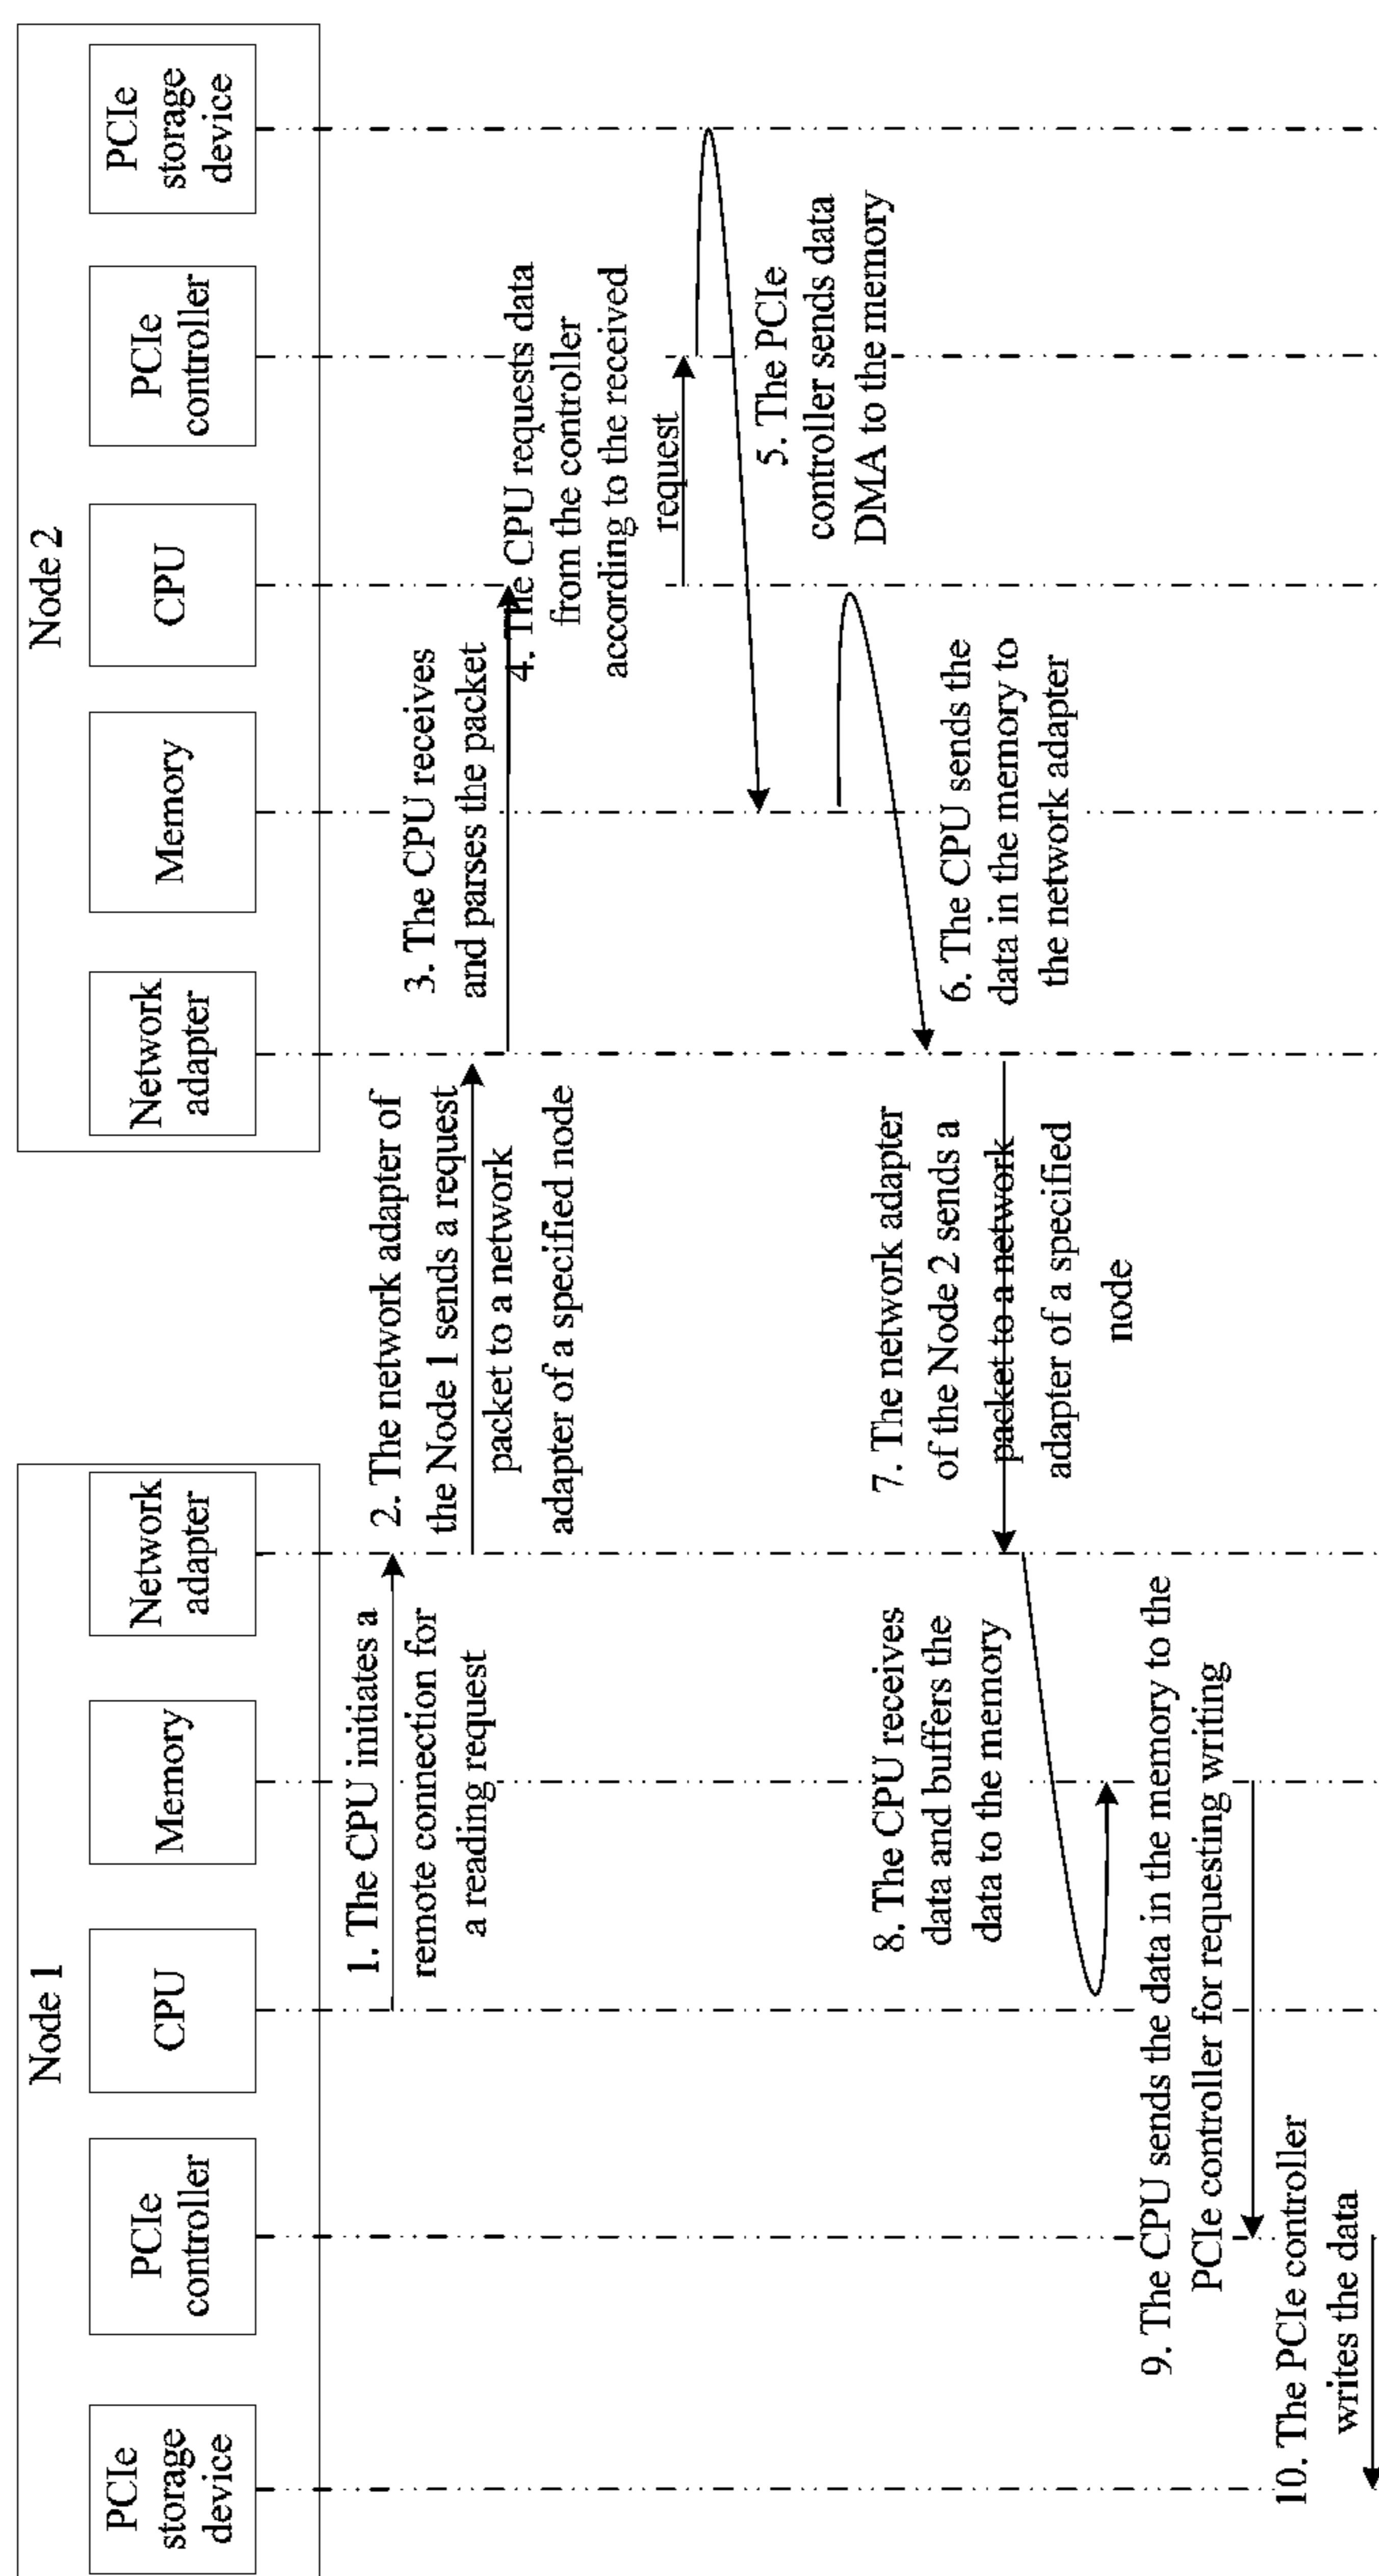 Node 1
PCIe
storage
device
PCIe
controller
CPU
Memory
Network
adapter
Node 2
Network
adapter
Memory
CPU
PCIe
controller
PCIe
storage
device
1. The CPU initiates a
remote connection for
a reading request
2. The network adapter of
the Node 1 sends a request
packet to a network
adapter of a specified node
3. The CPU receives
and parses the packet
4. The CPU requests data
from the controller
according to the received
request
5. The PCIe
controller sends data
DMA to the memory
6. The CPU sends the
data in the memory to
the network adapter
7. The network adapter
of the Node 2 sends a
packet to a network
adapter of a specified
node
8. The CPU receives
data and buffers the
data to the memory
9. The CPU sends the data in the memory to the
PCIe controller for requesting writing
10. The PCIe controller
writes the data